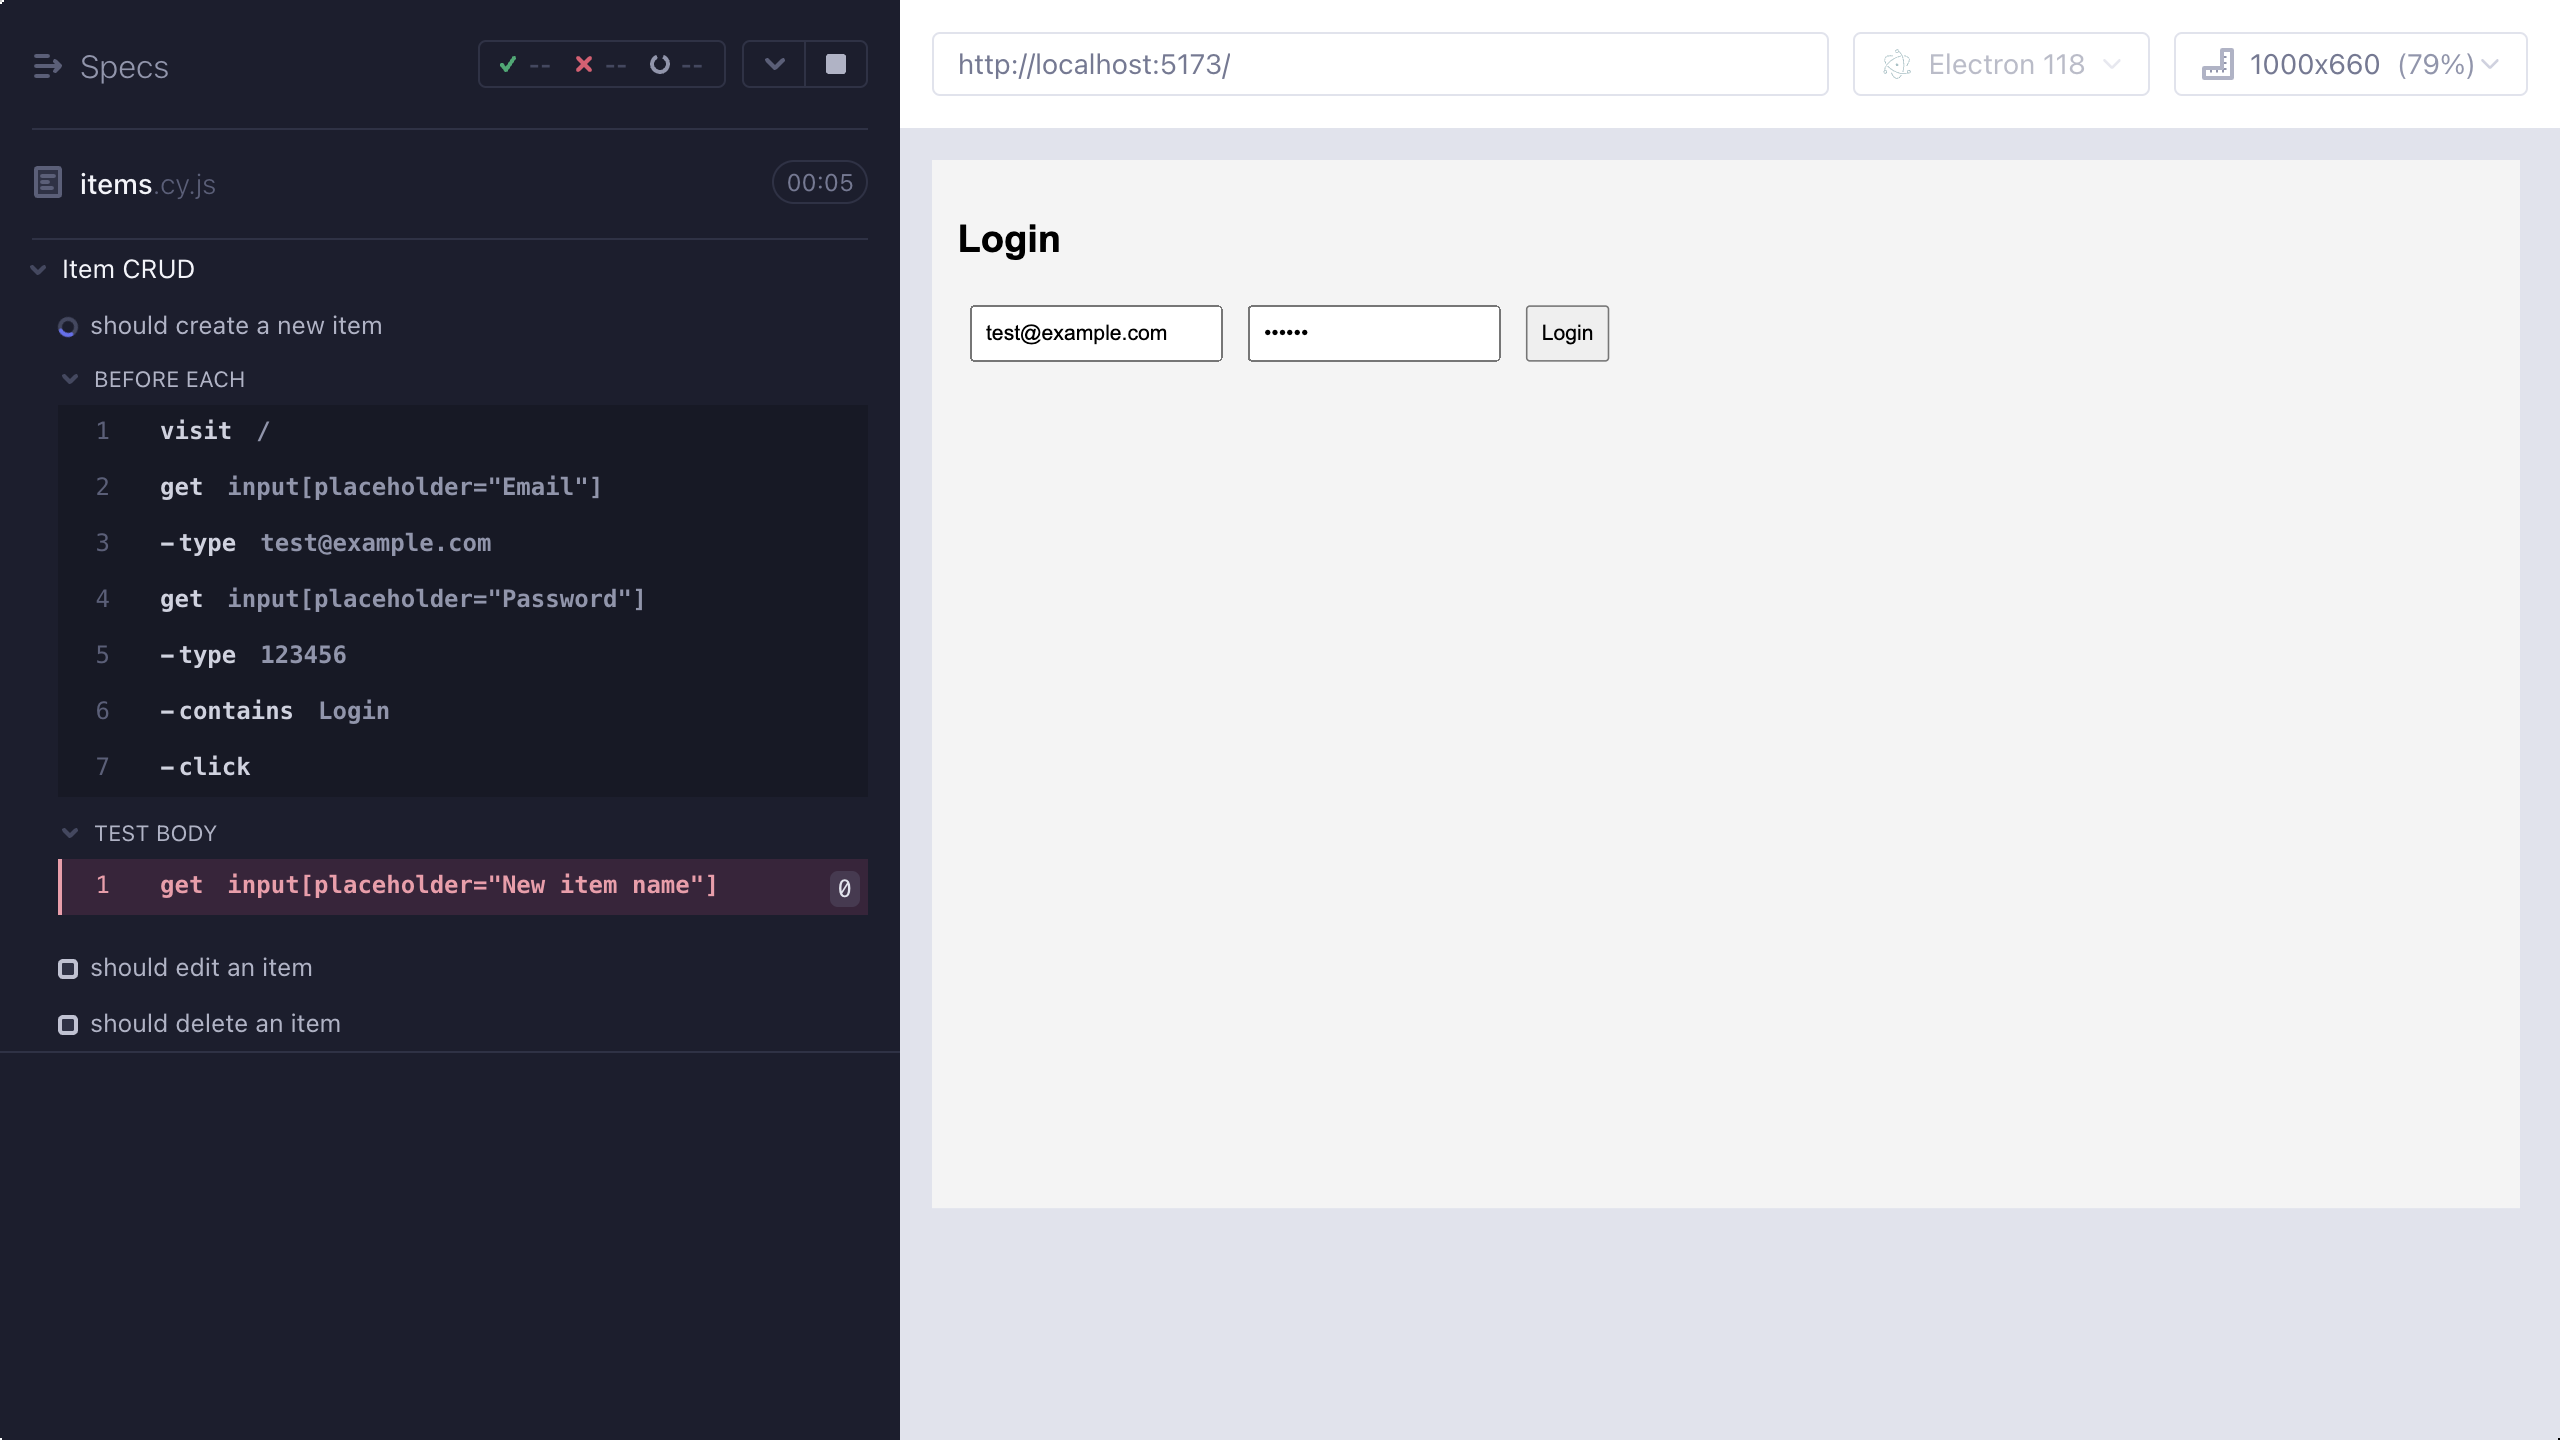 Specs
-- -- --
items.cy.js
00:05
Item CRUD
should create a new item
BEFORE EACH
1 visit /
2 get input[placeholder="Email"]
3 -type test@example.com
4 get input[placeholder="Password"]
5 -type 123456
6 -contains Login
7 -click
TEST BODY
1 get input[placeholder="New item name"] 0
should edit an item
should delete an item
http://localhost:5173/
Electron 118
1000x660 (79%)
Login
test@example.com •••••• Login